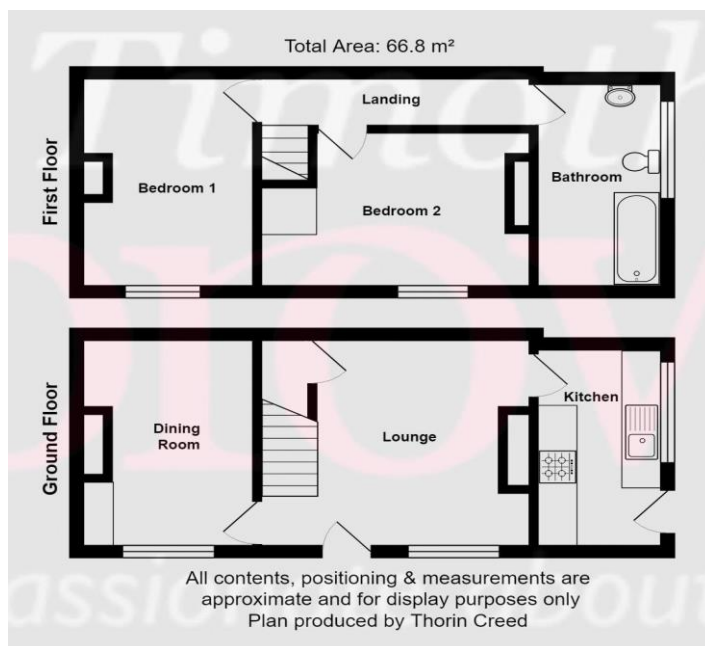 Total Area: 66.8 m²
First Floor
Landing
Bedroom 1
Bedroom 2
Bathroom
Ground Floor
Dining
Room
Lounge
Kitchen
All contents, positioning & measurements are
approximate and for display purposes only
Plan produced by Thorin Creed